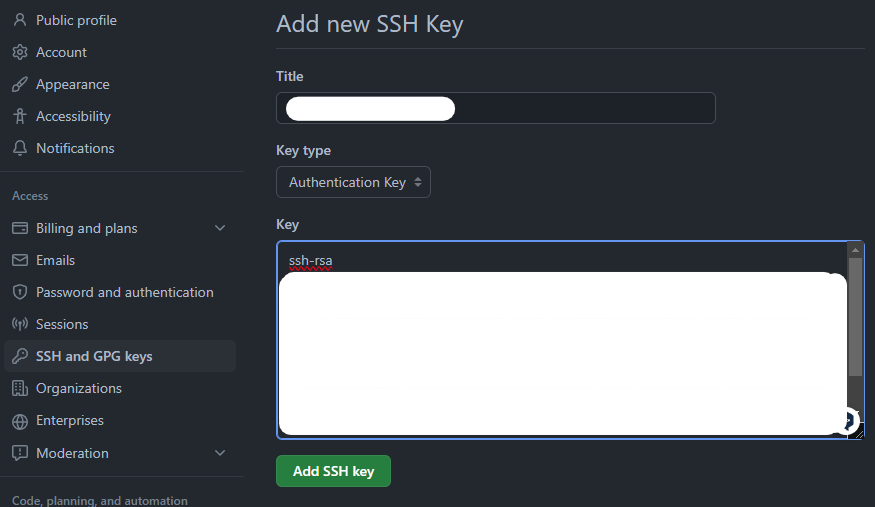 Public profile
Account
Appearance
Accessibility
Notifications
Access
Billing and plans
Emails
Password and authentication
Sessions
SSH and GPG keys
Organizations
Enterprises
Moderation
Code, planning, and automation
Add new SSH Key
Title
Key type
Authentication Key
Key
ssh-rsa
Add SSH key